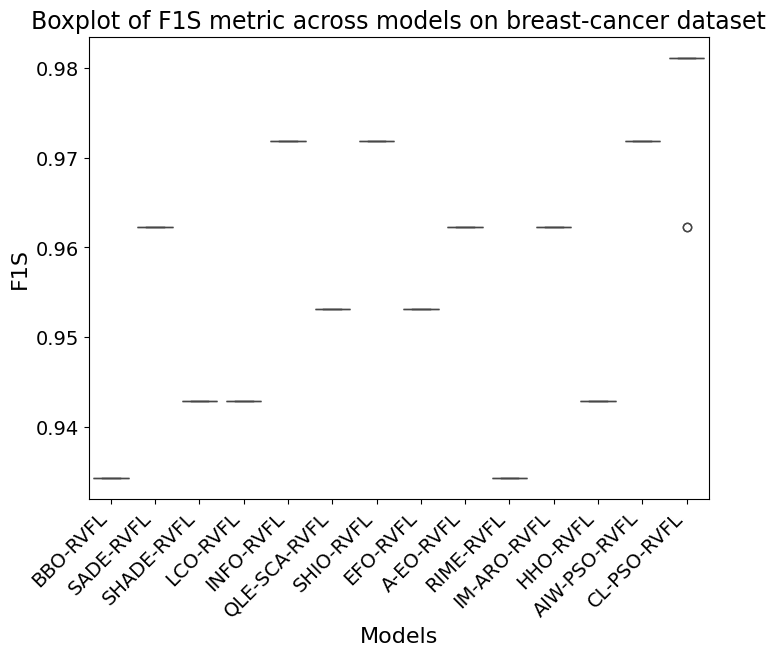 Boxplot of F1S metric across models on breast-cancer dataset
0.98
0.97
0.96
0.95
0.94
F1S
BBO-RVFL
SADE-RVFL
SHADE-RVFL
LCO-RVFL
INFO-RVFL
QLE-SCA-RVFL
SHIO-RVFL
EFO-RVFL
A-EO-RVFL
RIME-RVFL
IM-ARO-RVFL
HHO-RVFL
AIW-PSO-RVFL
CL-PSO-RVFL
Models